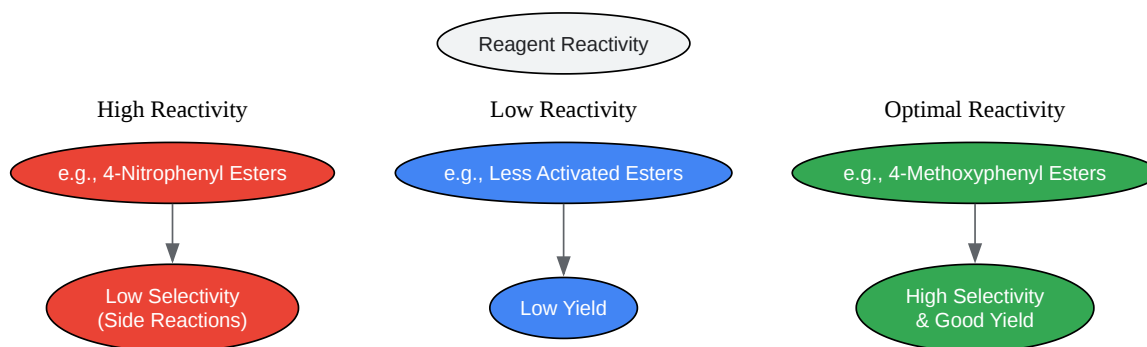 Reagent Reactivity
High Reactivity
Low Reactivity
Optimal Reactivity
e.g., 4-Nitrophenyl Esters
e.g., Less Activated Esters
e.g., 4-Methoxyphenyl Esters
Low Selectivity
(Side Reactions)
Low Yield
High Selectivity
& Good Yield